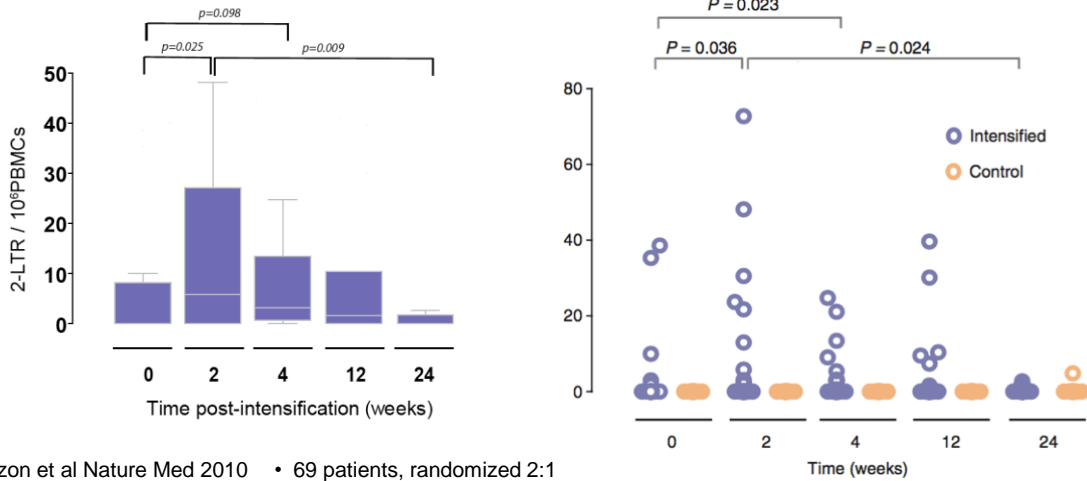 p=0.098
p=0.025
p=0.009
50
40
30
20
10
0
2-LTR / 10⁶PBMCs
0 2 4 12 24
Time post-intensification (weeks)
P = 0.023
P = 0.036
P = 0.024
80
60
40
20
0
Intensified
Control
0 2 4 12 24
Time (weeks)
zon et al Nature Med 2010 • 69 patients, randomized 2:1